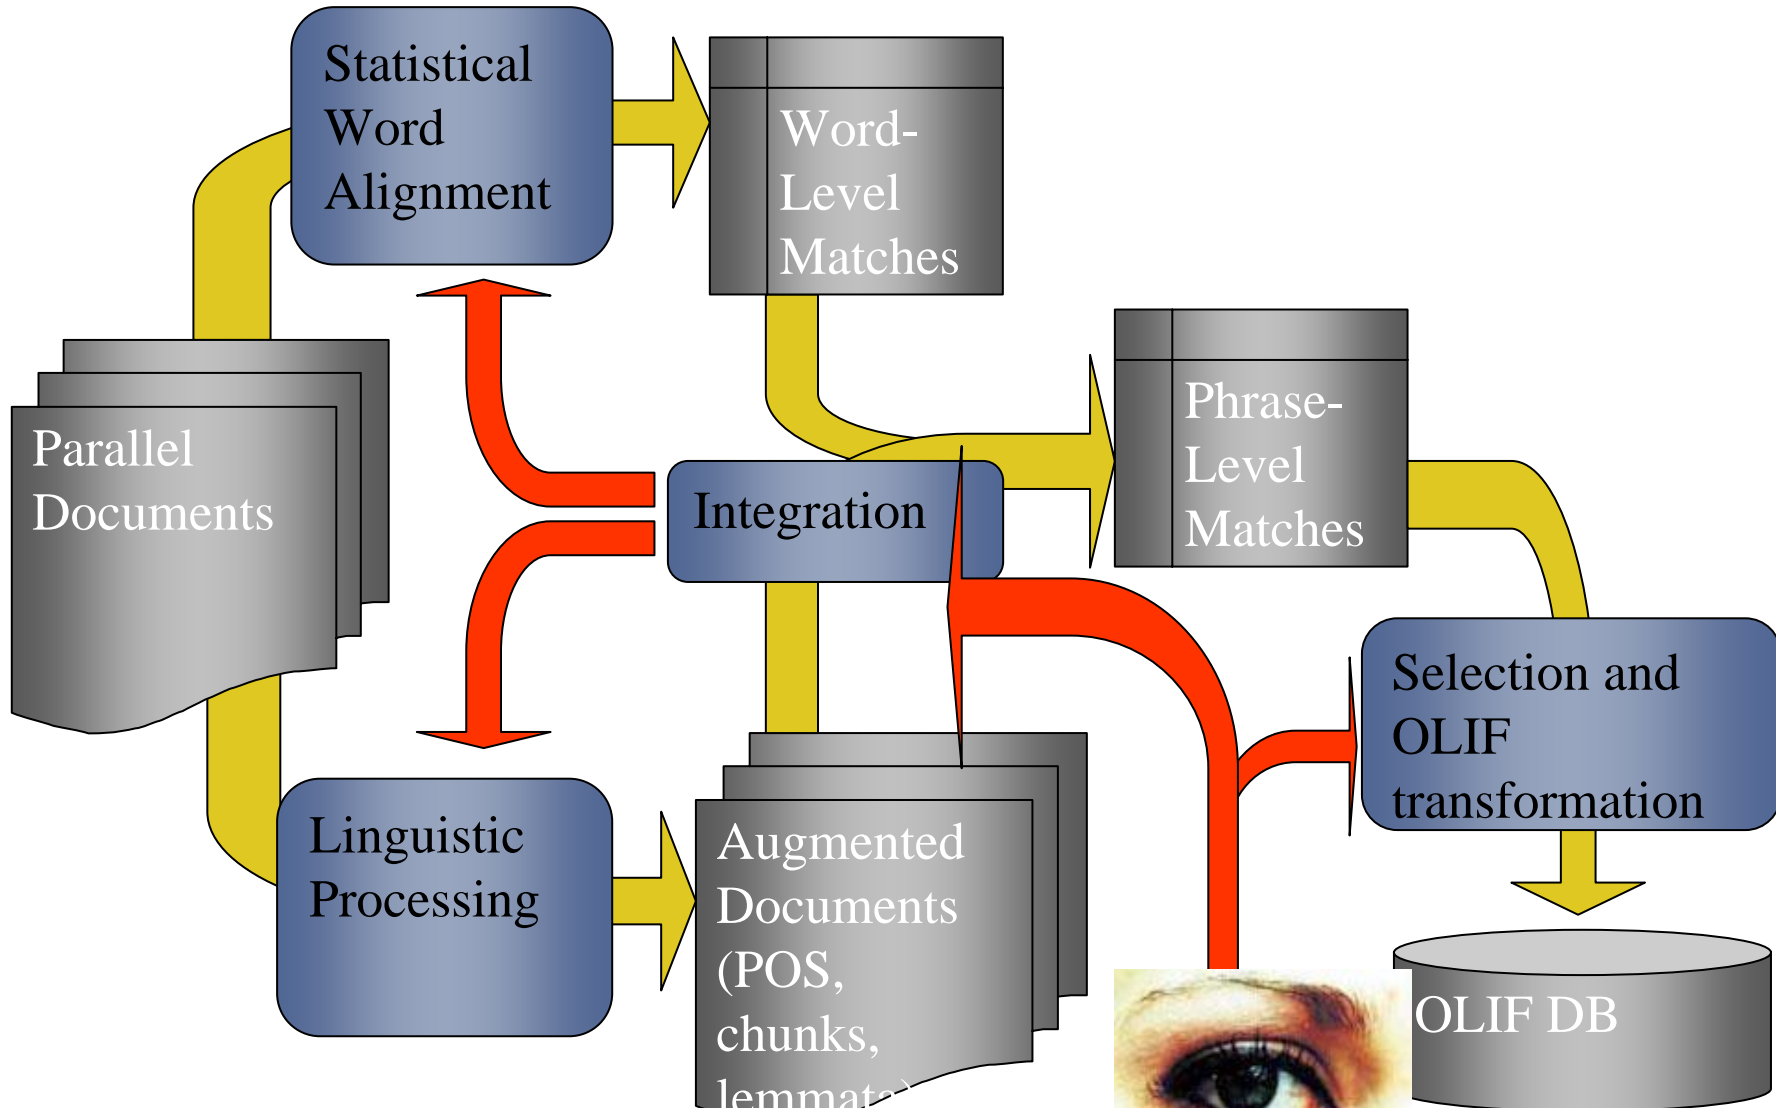 Statistical
Word
Alignment
Word-
Level
Matches
Parallel
Documents
Integration
Phrase-
Level
Matches
Selection and
OLIF
transformation
Linguistic
Processing
Augmented
Documents
(POS,
chunks,
lemmata)
OLIF DB